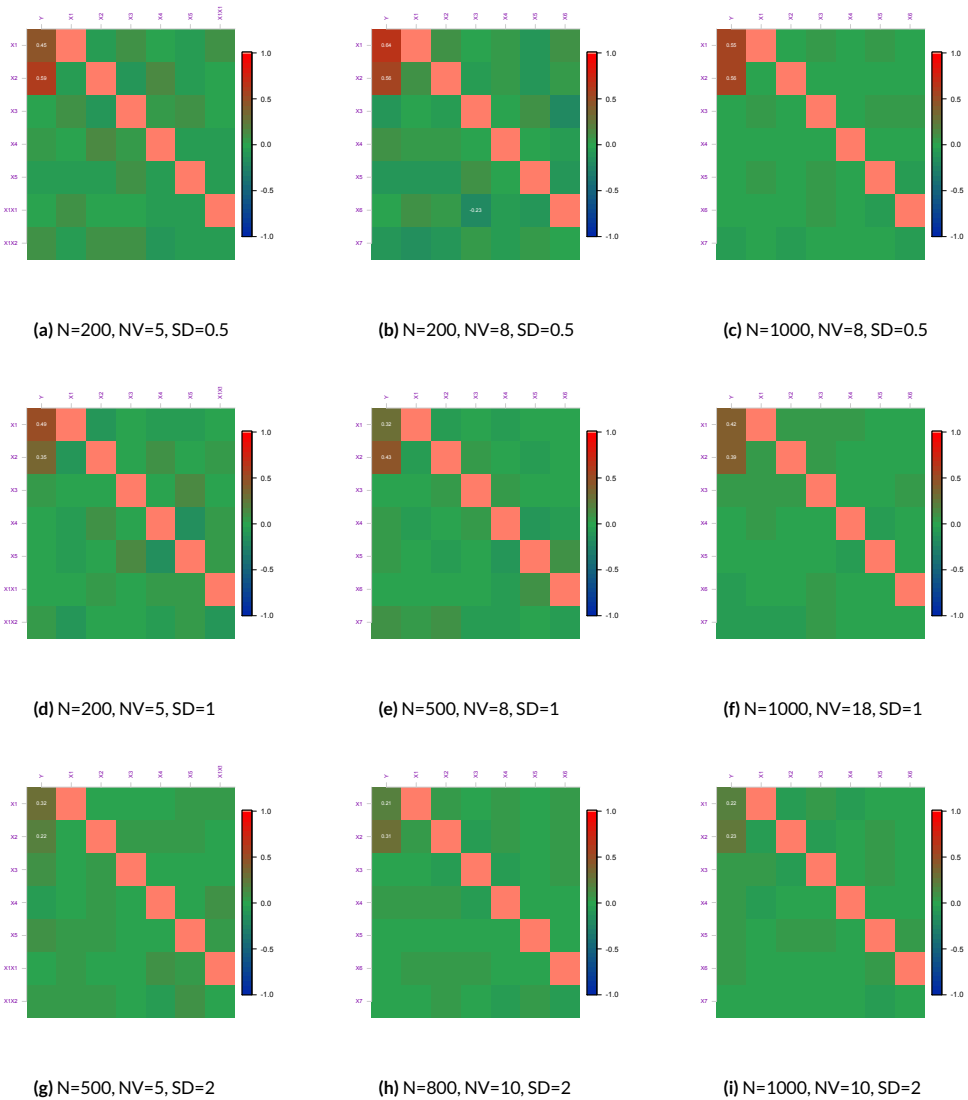 Y X1 X2 X3 X4 X5 X1X1
X1 0.45
X2 0.59
X3
X4
X5
X1X1
X1X2
1.0
0.5
0.0
-0.5
-1.0
(a) N=200, NV=5, SD=0.5
Y X1 X2 X3 X4 X5 X6
X1 0.64
X2 0.56
X3
X4
X5
X6 -0.23
X7
1.0
0.5
0.0
-0.5
-1.0
(b) N=200, NV=8, SD=0.5
Y X1 X2 X3 X4 X5 X6
X1 0.55
X2 0.56
X3
X4
X5
X6
X7
1.0
0.5
0.0
-0.5
-1.0
(c) N=1000, NV=8, SD=0.5
Y X1 X2 X3 X4 X5 X1X1
X1 0.49
X2 0.35
X3
X4
X5
X1X1
X1X2
1.0
0.5
0.0
-0.5
-1.0
(d) N=200, NV=5, SD=1
Y X1 X2 X3 X4 X5 X6
X1 0.32
X2 0.43
X3
X4
X5
X6
X7
1.0
0.5
0.0
-0.5
-1.0
(e) N=500, NV=8, SD=1
Y X1 X2 X3 X4 X5 X6
X1 0.42
X2 0.39
X3
X4
X5
X6
X7
1.0
0.5
0.0
-0.5
-1.0
(f) N=1000, NV=18, SD=1
Y X1 X2 X3 X4 X5 X1X1
X1 0.32
X2 0.22
X3
X4
X5
X1X1
X1X2
1.0
0.5
0.0
-0.5
-1.0
(g) N=500, NV=5, SD=2
Y X1 X2 X3 X4 X5 X6
X1 0.21
X2 0.31
X3
X4
X5
X6
X7
1.0
0.5
0.0
-0.5
-1.0
(h) N=800, NV=10, SD=2
Y X1 X2 X3 X4 X5 X6
X1 0.22
X2 0.23
X3
X4
X5
X6
X7
1.0
0.5
0.0
-0.5
-1.0
(i) N=1000, NV=10, SD=2